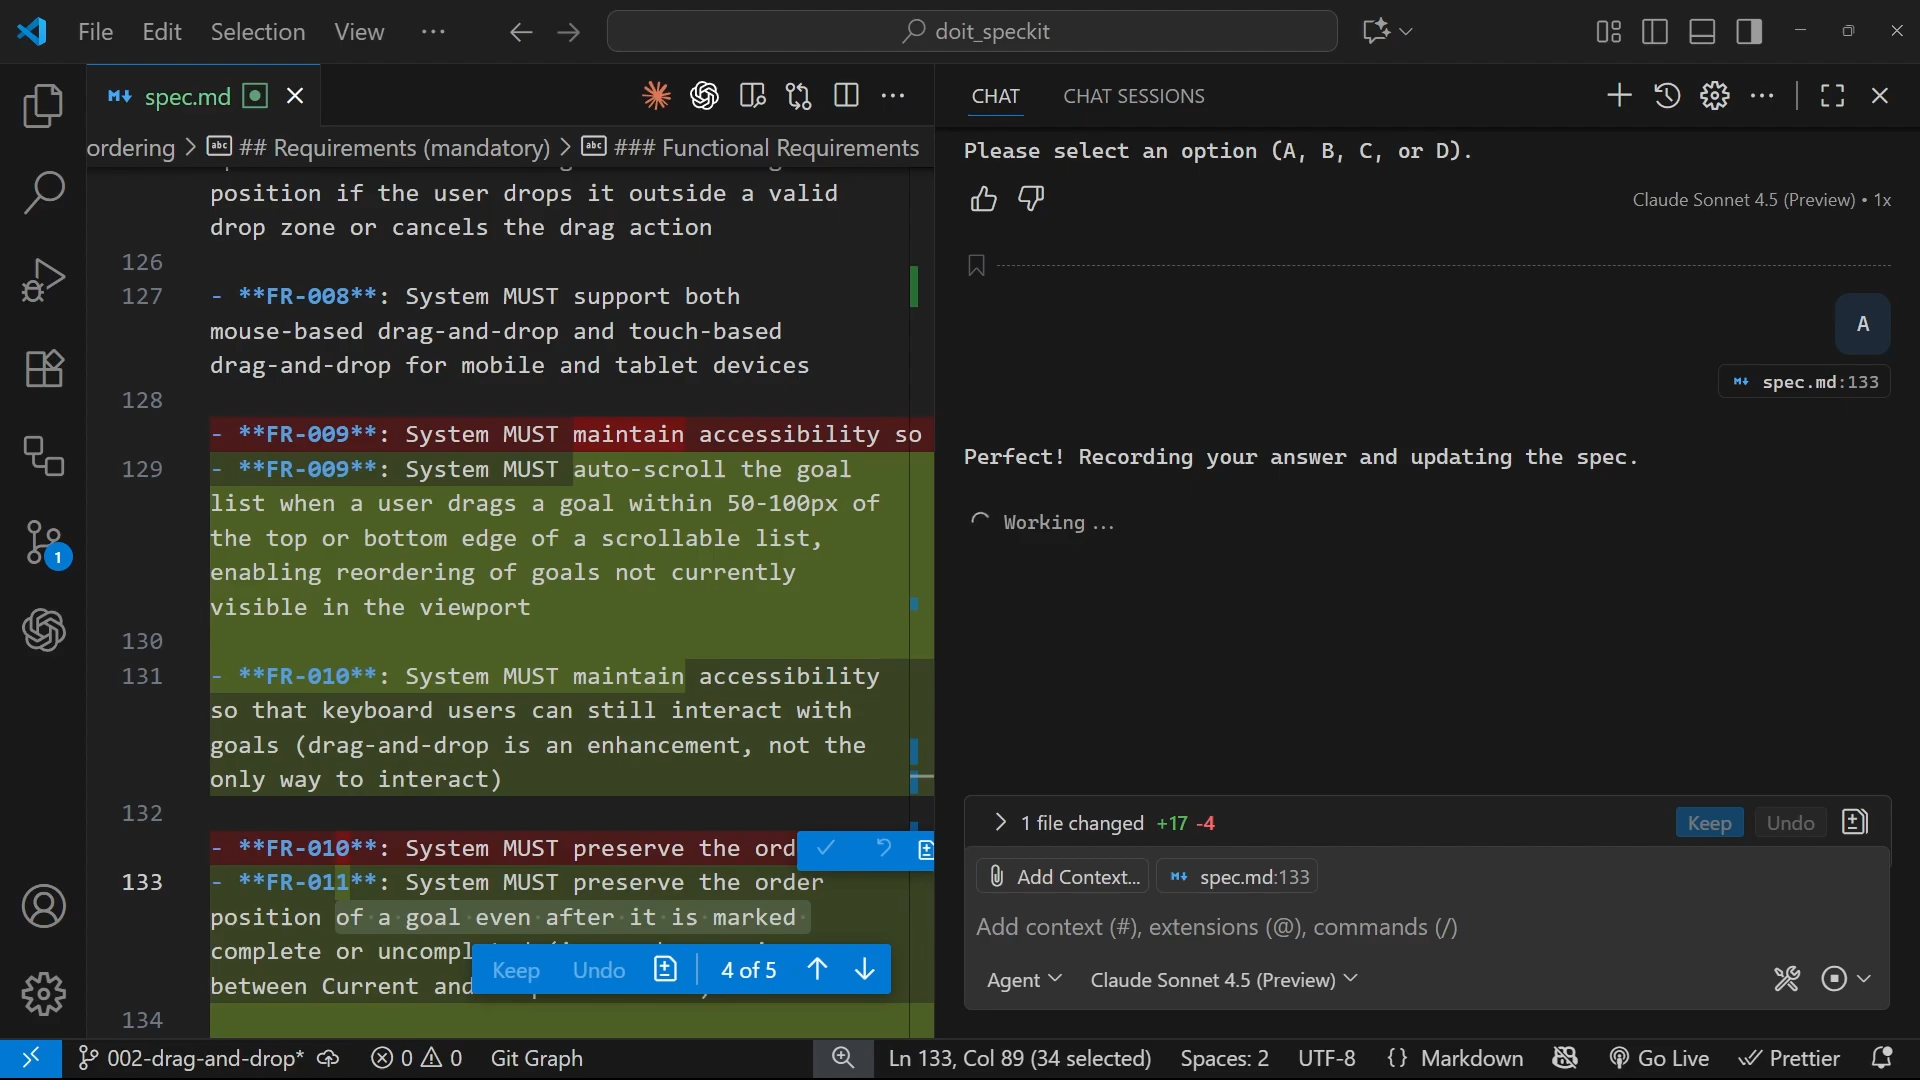 File Edit Selection View ···
doit_speckit
spec.md
CHAT
CHAT SESSIONS
ordering > ## Requirements (mandatory) > ### Functional Requirements
position if the user drops it outside a valid
drop zone or cancels the drag action
126
127 - **FR-008**: System MUST support both
mouse-based drag-and-drop and touch-based
drag-and-drop for mobile and tablet devices
128
- **FR-009**: System MUST maintain accessibility so
129 - **FR-009**: System MUST auto-scroll the goal
list when a user drags a goal within 50-100px of
the top or bottom edge of a scrollable list,
enabling reordering of goals not currently
visible in the viewport
130
131 - **FR-010**: System MUST maintain accessibility
so that keyboard users can still interact with
goals (drag-and-drop is an enhancement, not the
only way to interact)
132
- **FR-010**: System MUST preserve the ord
133 - **FR-011**: System MUST preserve the order
position of a goal even after it is marked
complete or uncompl
between Current and
Keep Undo 4 of 5
134
Please select an option (A, B, C, or D).
Claude Sonnet 4.5 (Preview) • 1x
A
spec.md:133
Perfect! Recording your answer and updating the spec.
Working ...
1 file changed +17 -4
Keep Undo
Add Context... spec.md:133
Add context (#), extensions (@), commands (/)
Agent Claude Sonnet 4.5 (Preview)
1
002-drag-and-drop* 0 0 Git Graph
Ln 133, Col 89 (34 selected) Spaces: 2 UTF-8 {} Markdown Go Live Prettier